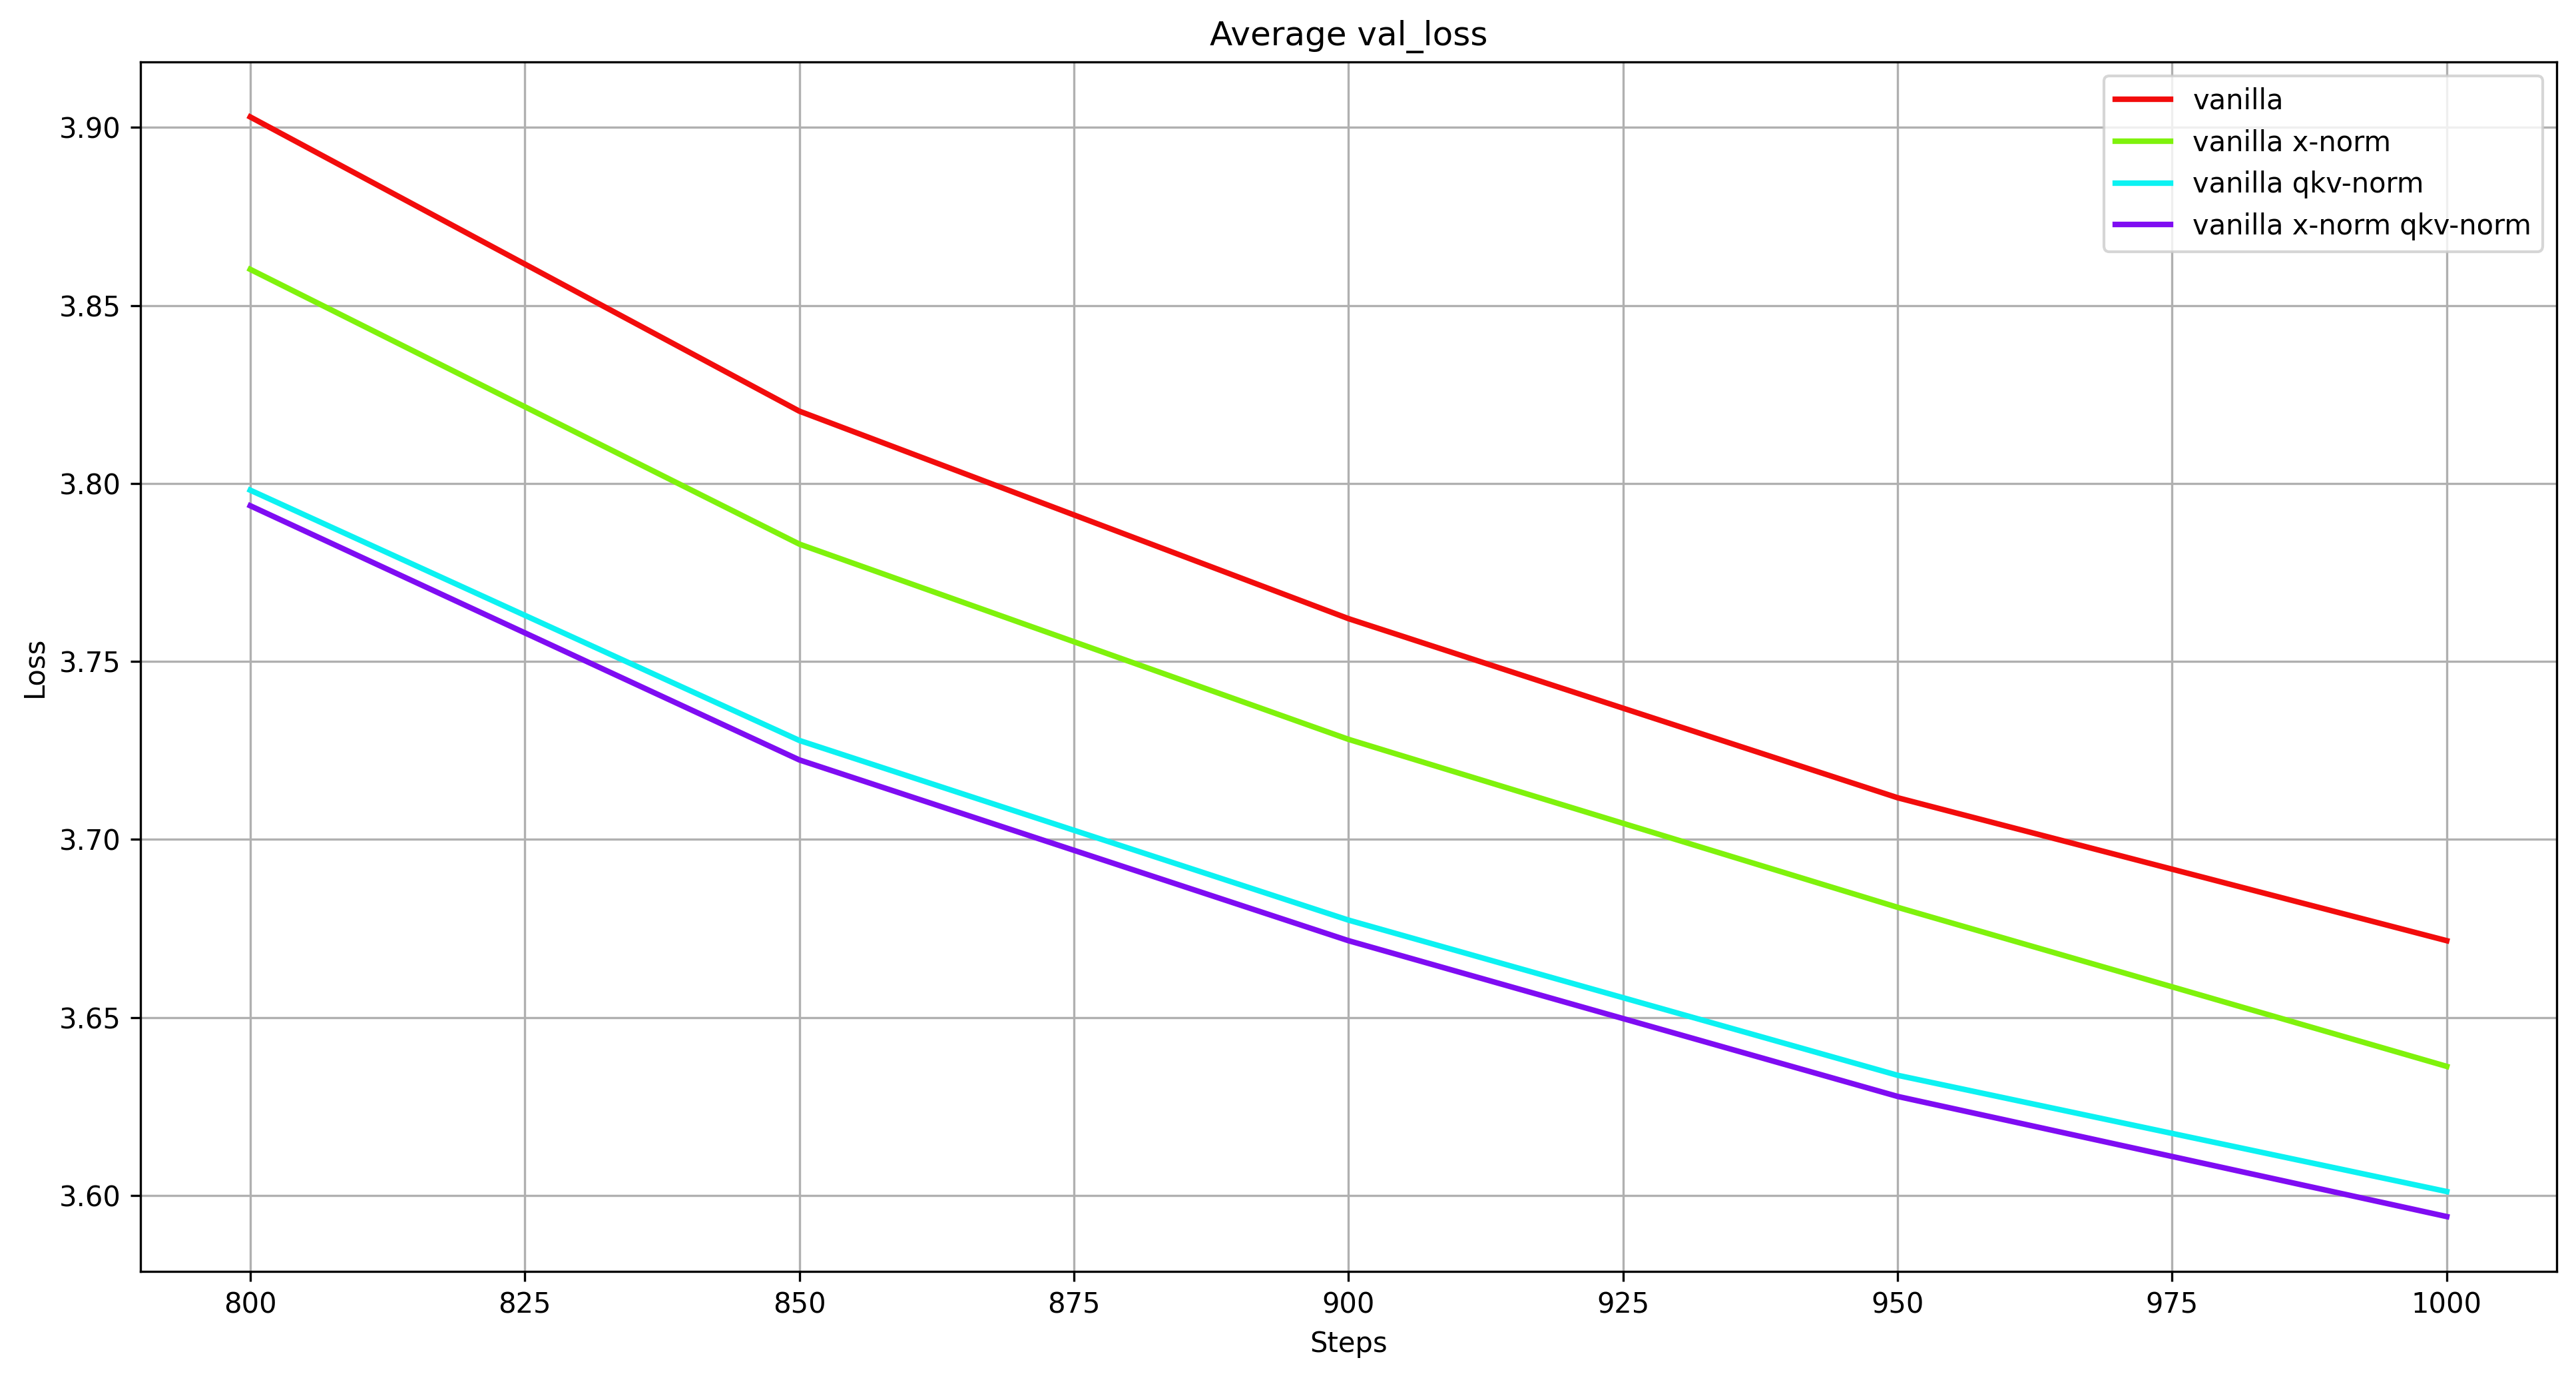 Average val_loss
vanilla
vanilla x-norm
vanilla qkv-norm
vanilla x-norm qkv-norm
Loss
3.90
3.85
3.80
3.75
3.70
3.65
3.60
800 825 850 875 900 925 950 975 1000
Steps